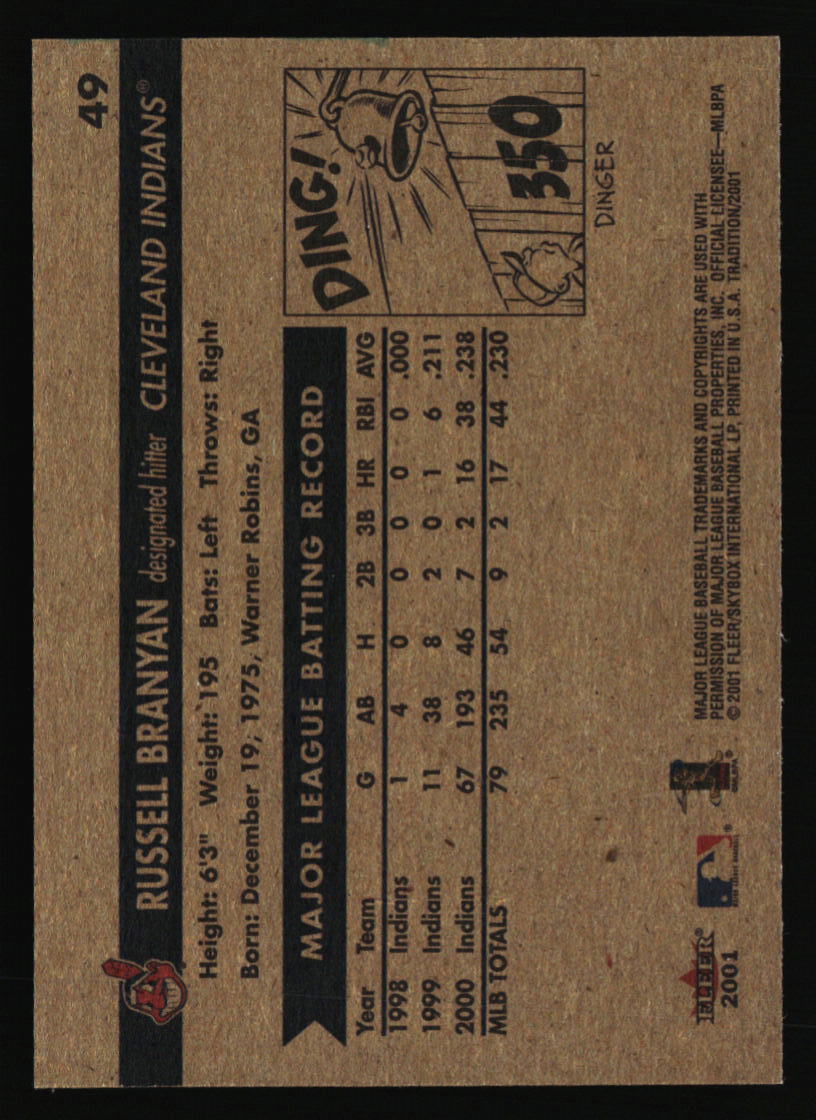 49
RUSSELL BRANYAN designated hitter CLEVELAND INDIANS®
Height: 6'3" Weight: 195 Bats: Left Throws: Right
Born: December 19, 1975, Warner Robins, GA
MAJOR LEAGUE BATTING RECORD
Year Team G AB H 2B 3B HR RBI AVG
1998 Indians 1 4 0 0 0 0 0 .000
1999 Indians 11 38 8 2 0 1 6 .211
2000 Indians 67 193 46 7 2 16 38 .238
MLB TOTALS 79 235 54 9 2 17 44 .230
DING!
350
DINGER
FLEER®
2001
MAJOR LEAGUE BASEBALL TRADEMARKS AND COPYRIGHTS ARE USED WITH
PERMISSION OF MAJOR LEAGUE BASEBALL PROPERTIES, INC. OFFICIAL LICENSEE—MLBPA
© 2001 FLEER/SKYBOX INTERNATIONAL LP, PRINTED IN U.S.A. TRADITION/2001